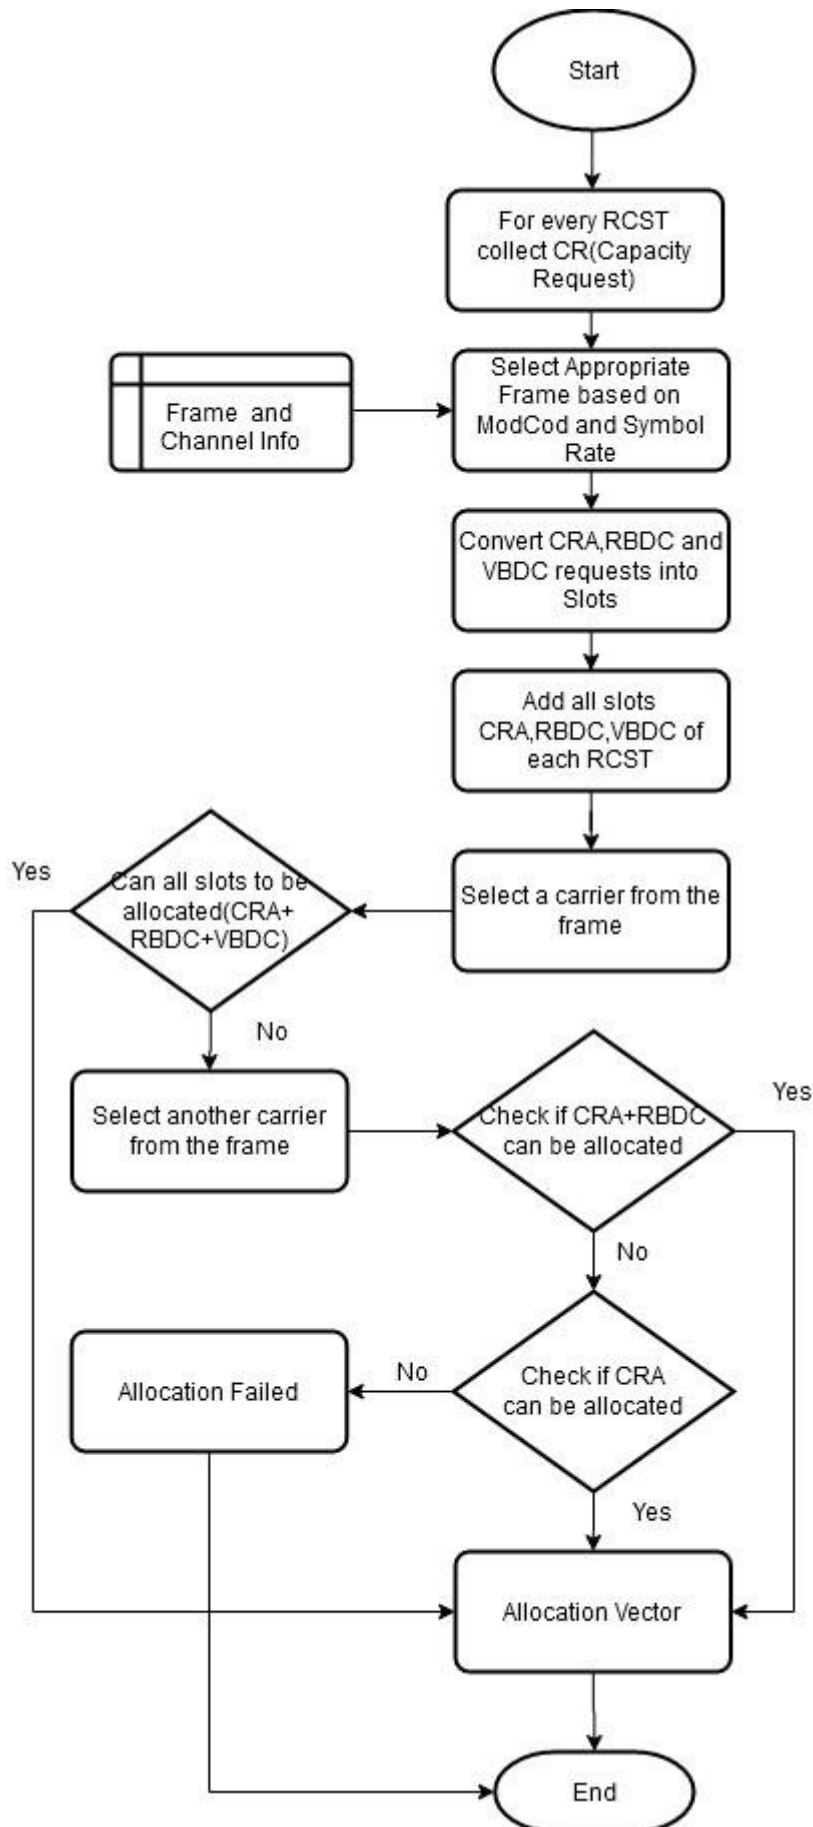 Start
For every RCST
collect CR(Capacity
Request)
Select Appropriate
Frame based on
ModCod and Symbol
Rate
Frame and
Channel Info
Convert CRA,RBDC and
VBDC requests into
Slots
Add all slots
CRA,RBDC,VBDC of
each RCST
Select a carrier from the
frame
Can all slots to be
allocated(CRA+
RBDC+VBDC)
Yes
No
Select another carrier
from the frame
Check if CRA+RBDC
can be allocated
Yes
No
Check if CRA
can be allocated
No
Allocation Failed
Yes
Allocation Vector
End